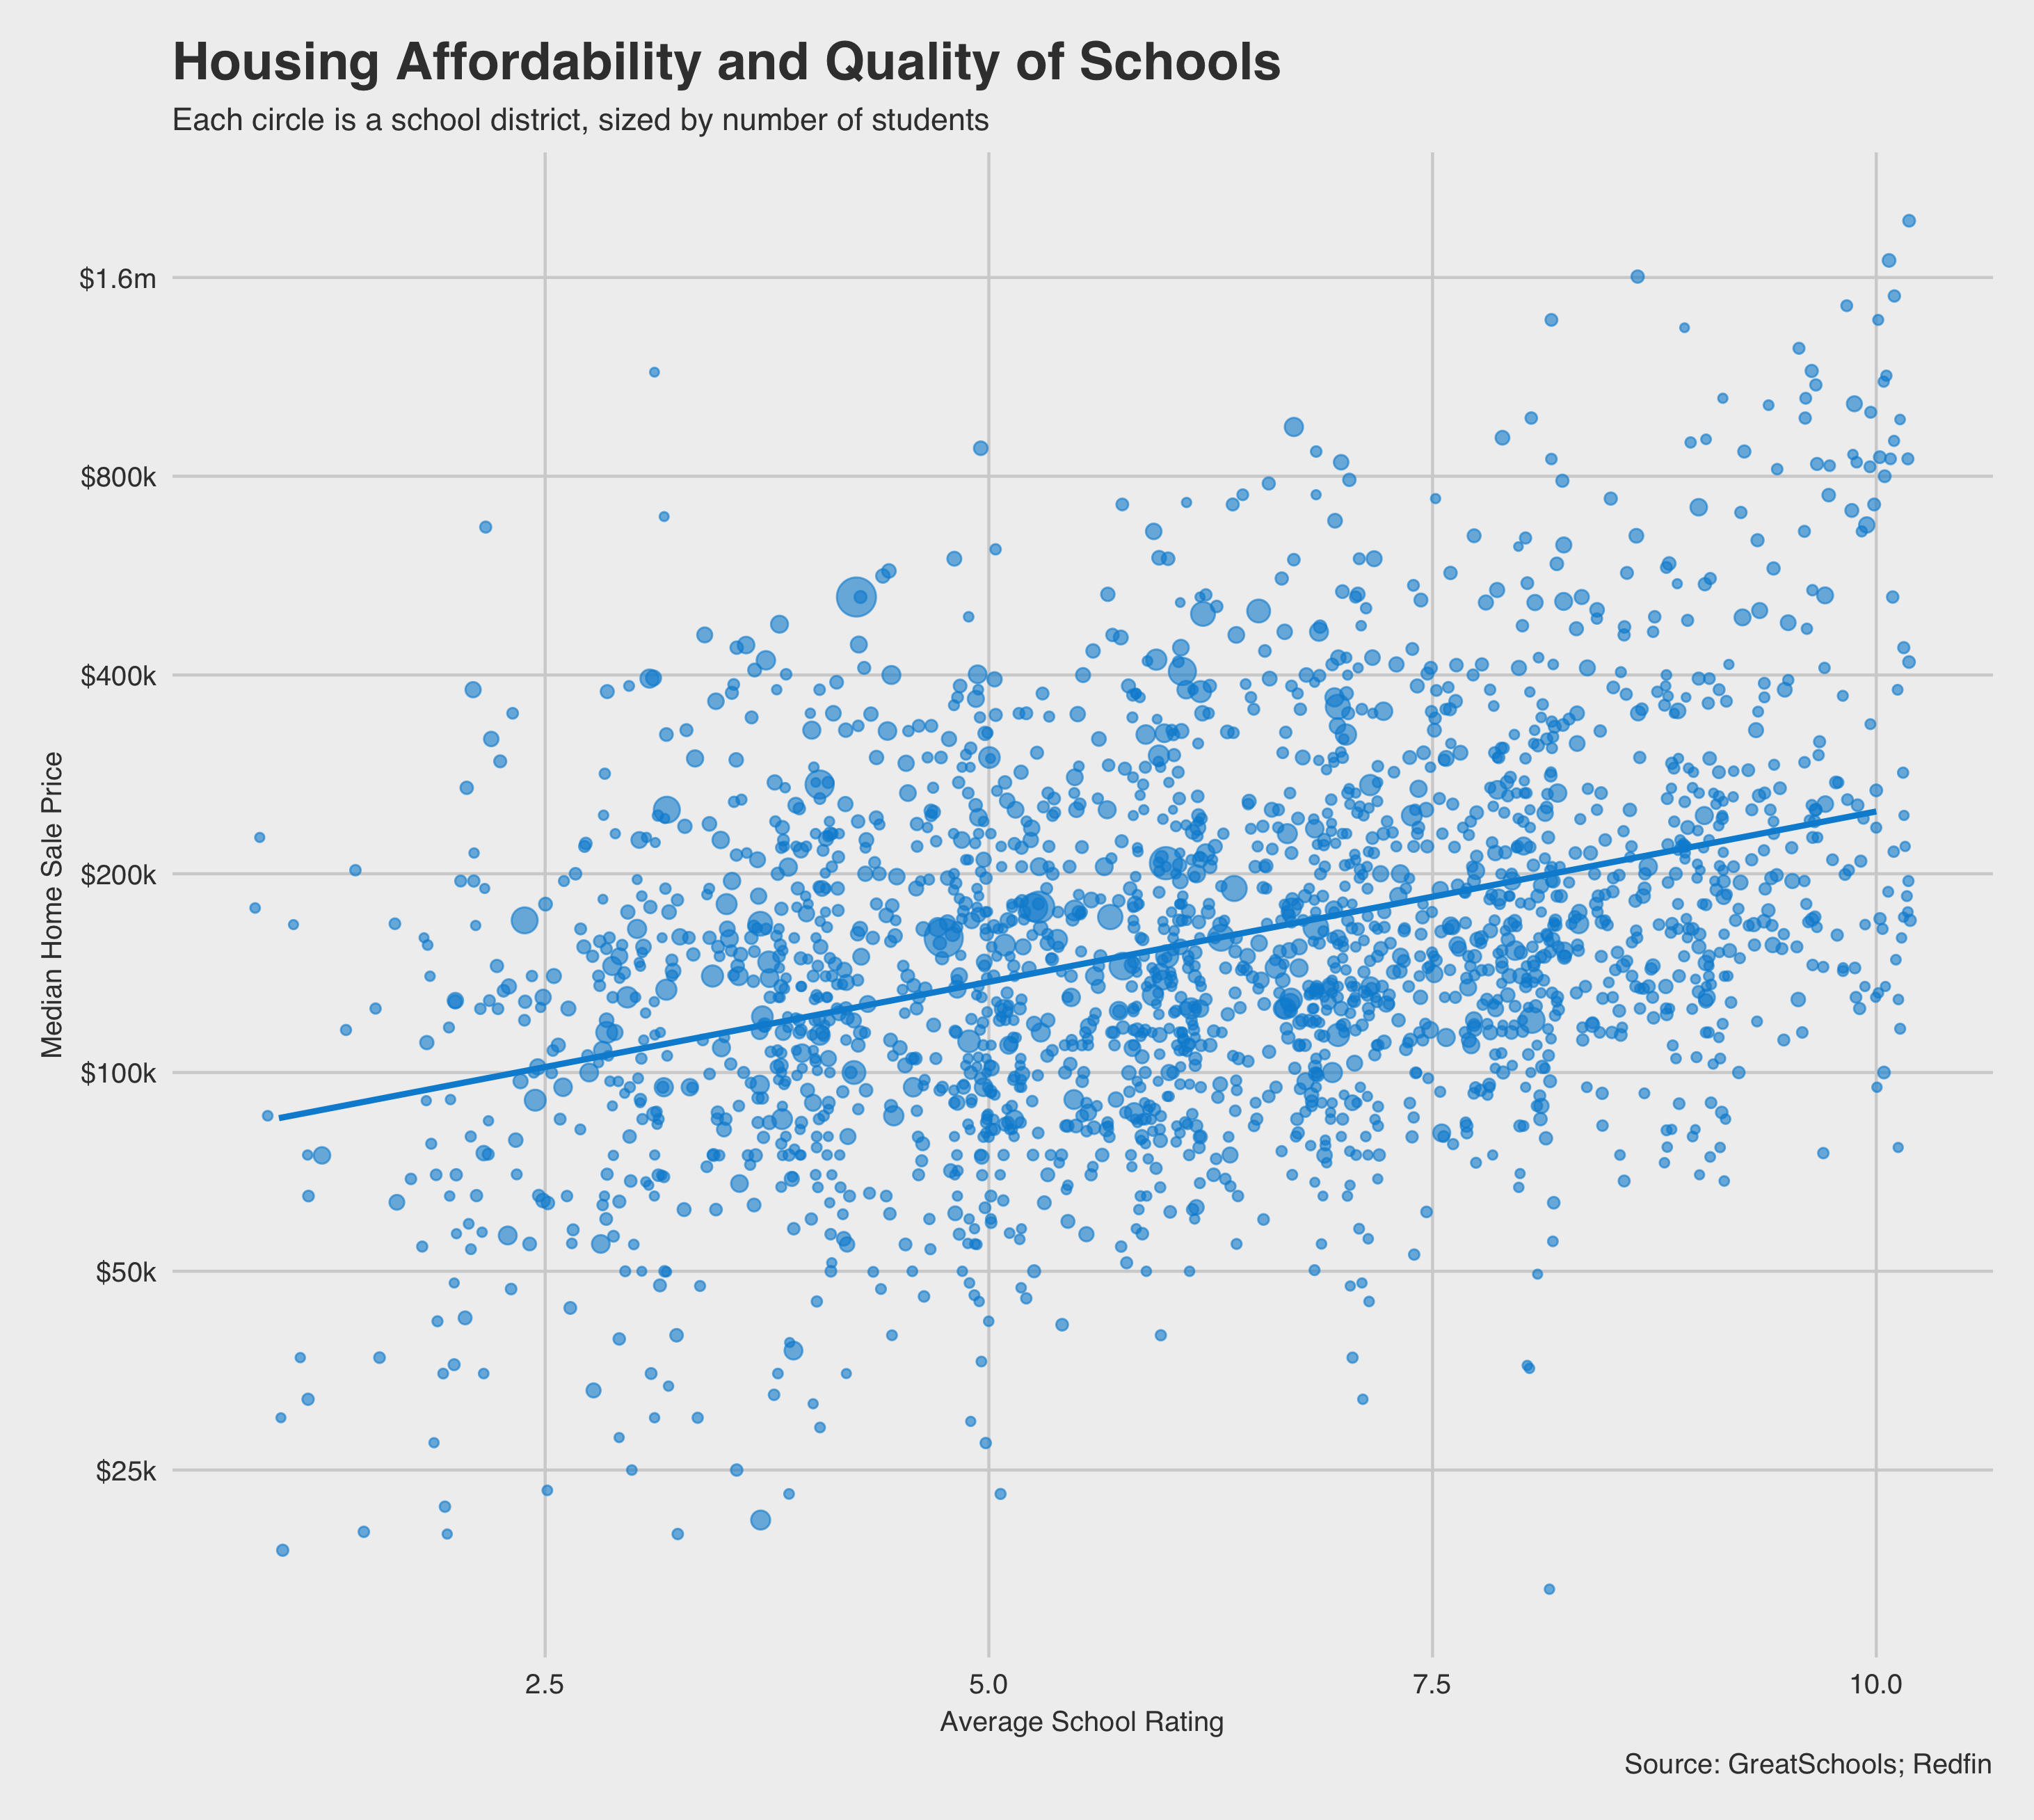 Housing Affordability and Quality of Schools
Each circle is a school district, sized by number of students
$1.6m
$800k
$400k
$200k
$100k
$50k
$25k
Median Home Sale Price
2.5 5.0 7.5 10.0
Average School Rating
Source: GreatSchools; Redfin